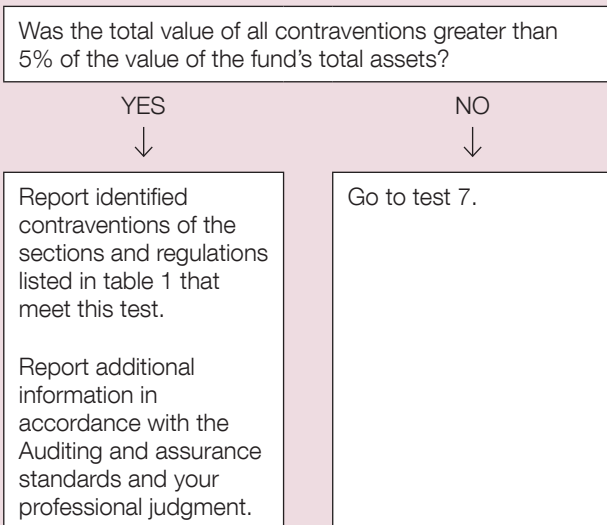 Was the total value of all contraventions greater than
5% of the value of the fund’s total assets?
YES
NO
Report identified
contraventions of the
sections and regulations
listed in table 1 that
meet this test.
Report additional
information in
accordance with the
Auditing and assurance
standards and your
professional judgment.
Go to test 7.